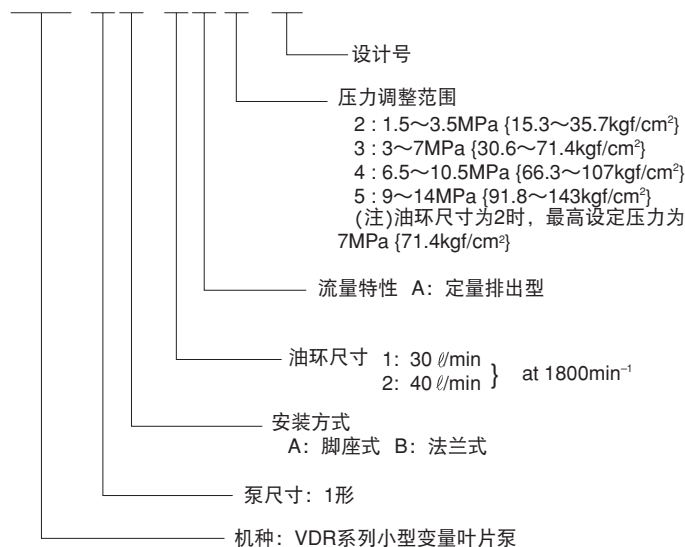 设计号
压力调整范围
2 : 1.5～3.5MPa {15.3～35.7kgf/cm²}
3 : 3～7MPa {30.6～71.4kgf/cm²}
4 : 6.5～10.5MPa {66.3～107kgf/cm²}
5 : 9～14MPa {91.8～143kgf/cm²}
(注)油环尺寸为2时，最高设定压力为
7MPa {71.4kgf/cm²}
流量特性 A：定量排出型
油环尺寸 1: 30 ℓ/min
2: 40 ℓ/min } at 1800min⁻¹
安装方式
A：脚座式 B：法兰式
泵尺寸：1形
机种：VDR系列小型变量叶片泵